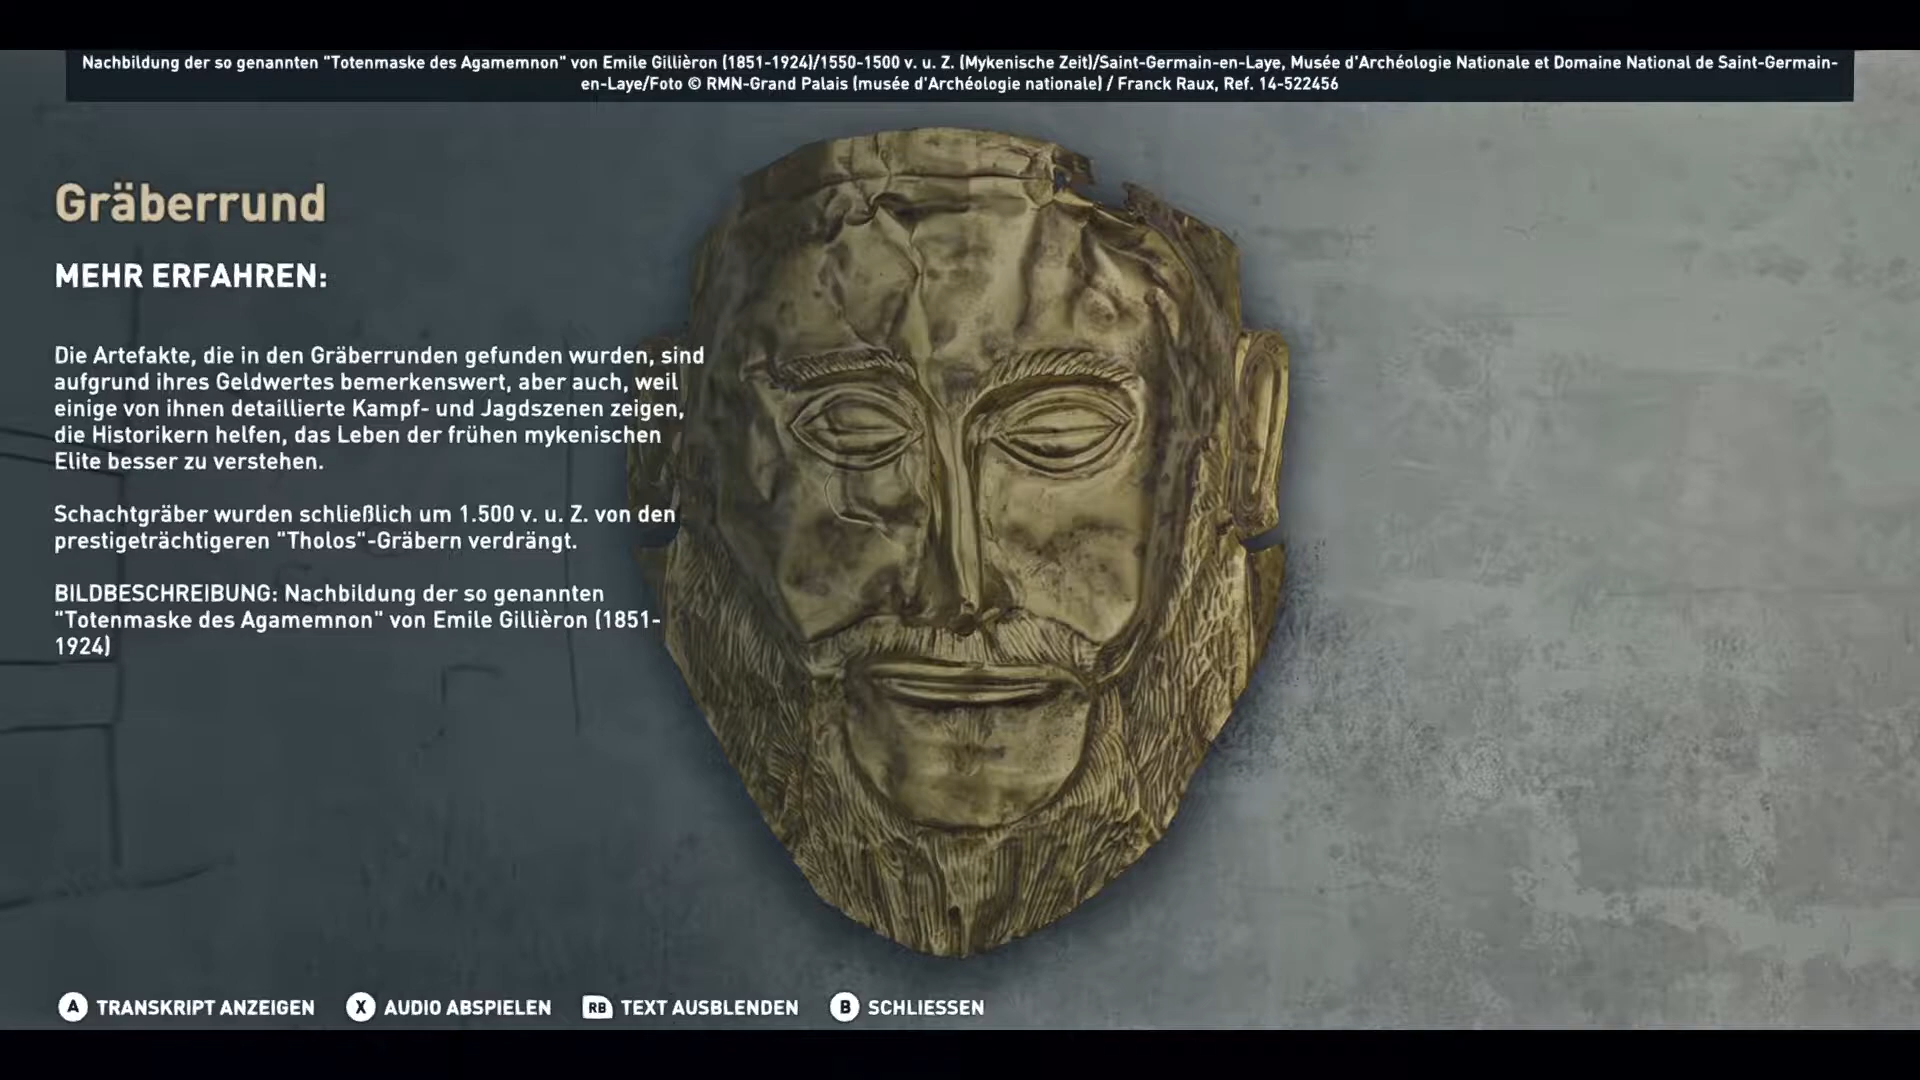 Nachbildung der so genannten "Totenmaske des Agamemnon" von Emile Gillièron (1851-1924)/1550-1500 v. u. Z. (Mykenische Zeit)/Saint-Germain-en-Laye, Musée d'Archéologie Nationale et Domaine National de Saint-Germain-
en-Laye/Foto © RMN-Grand Palais (musée d'Archéologie nationale) / Franck Raux, Ref. 14-522456
Gräberrund
MEHR ERFAHREN:
Die Artefakte, die in den Gräberrunden gefunden wurden, sind
aufgrund ihres Geldwertes bemerkenswert, aber auch, weil
einige von ihnen detaillierte Kampf- und Jagdszenen zeigen,
die Historikern helfen, das Leben der frühen mykenischen
Elite besser zu verstehen.
Schachtgräber wurden schließlich um 1.500 v. u. Z. von den
prestigeträchtigeren "Tholos"-Gräbern verdrängt.
BILDBESCHREIBUNG: Nachbildung der so genannten
"Totenmaske des Agamemnon" von Emile Gillièron (1851-
1924)
A TRANSKRIPT ANZEIGEN X AUDIO ABSPIELEN RB TEXT AUSBLENDEN B SCHLIESSEN